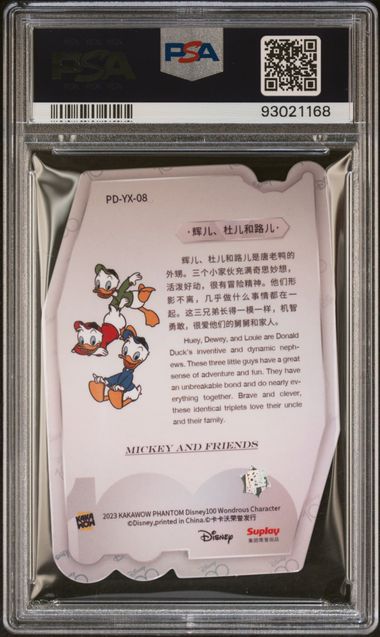 PSA
PSA
93021168
PD-YX-08
·辉儿、杜儿和路儿·
辉儿、杜儿和路儿是唐老鸭的
外甥。三个小家伙充满奇思妙想，
活泼好动，很有冒险精神。他们形
影不离，几乎做什么事情都在一
起。这三兄弟长得一模一样，机智
勇敢，很爱他们的舅舅和家人。
Huey, Dewey, and Louie are Donald
Duck's inventive and dynamic neph-
ews. These three little guys have a great
sense of adventure and fun. They have
an unbreakable bond and do nearly ev-
erything together. Brave and clever,
these identical triplets love their uncle
and their family.
MICKEY AND FRIENDS
100
KAKA
WOW
2023 KAKAWOW PHANTOM Disney100 Wondrous Character
©Disney.printed in China.©卡卡沃荣誉发行
Disney
Suplay